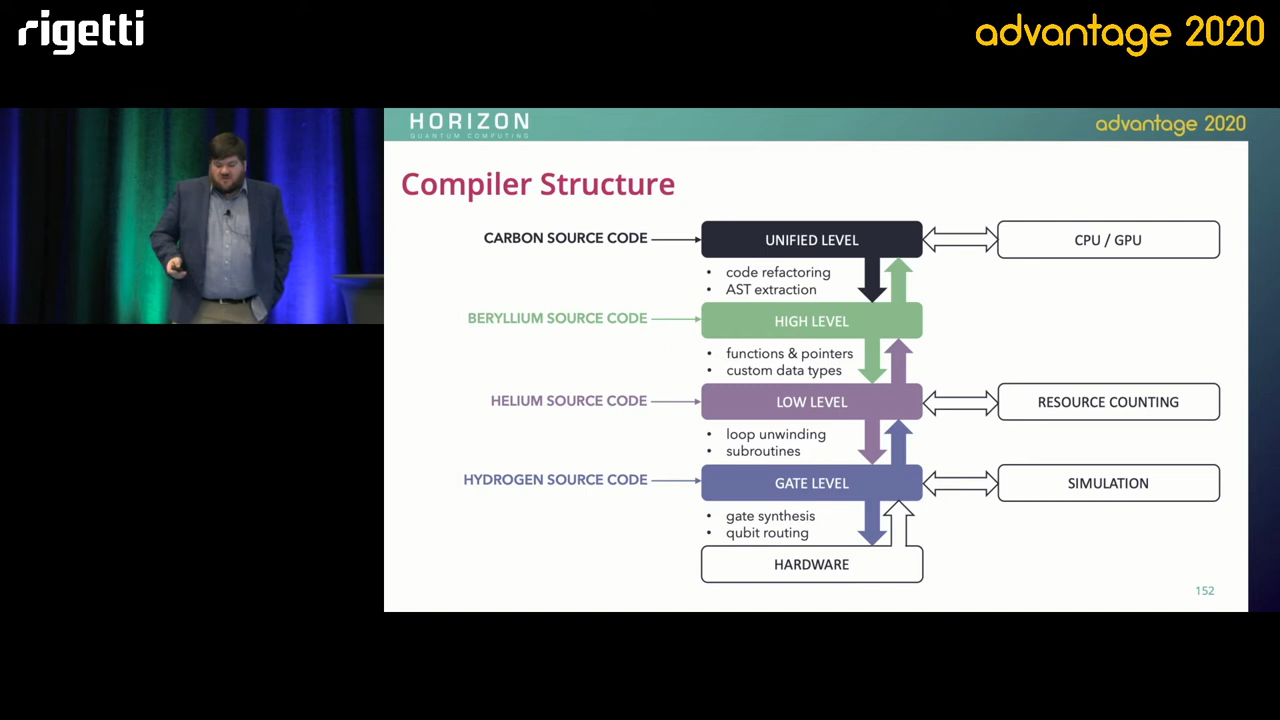 rigetti
advantage 2020
HORIZON
QUANTUM COMPUTING
advantage 2020
Compiler Structure
CARBON SOURCE CODE
UNIFIED LEVEL
CPU / GPU
• code refactoring
• AST extraction
BERYLLIUM SOURCE CODE
HIGH LEVEL
• functions & pointers
• custom data types
HELIUM SOURCE CODE
LOW LEVEL
RESOURCE COUNTING
• loop unwinding
• subroutines
HYDROGEN SOURCE CODE
GATE LEVEL
SIMULATION
• gate synthesis
• qubit routing
HARDWARE
152